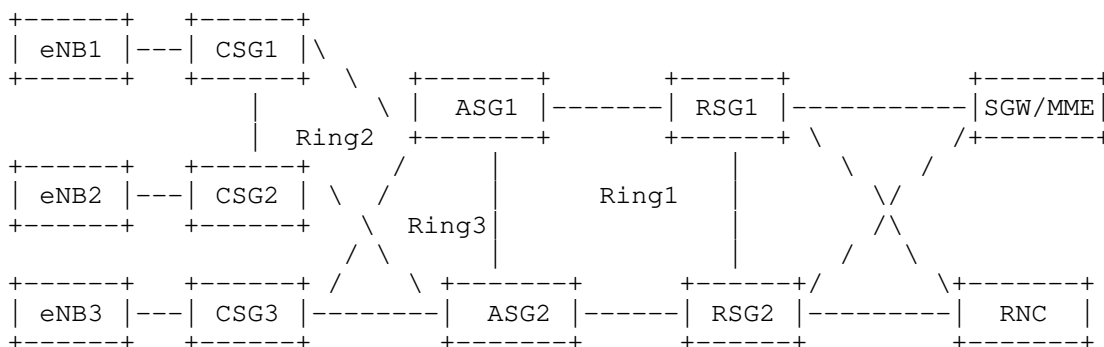 eNB1 CSG1
ASG1 RSG1 SGW/MME
Ring2
eNB2 CSG2 Ring1
Ring3
eNB3 CSG3 ASG2 RSG2 RNC